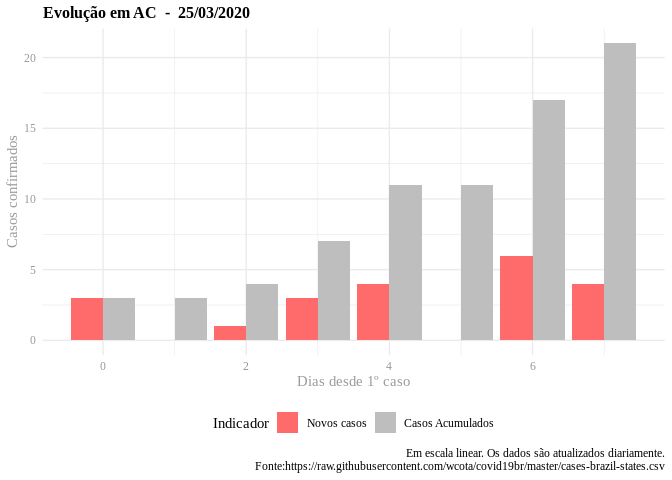 Evolução em AC  -  25/03/2020
Casos confirmados
20
15
10
5
0
0 2 4 6
Dias desde 1º caso
Indicador Novos casos Casos Acumulados
Em escala linear. Os dados são atualizados diariamente.
Fonte:https://raw.githubusercontent.com/wcota/covid19br/master/cases-brazil-states.csv